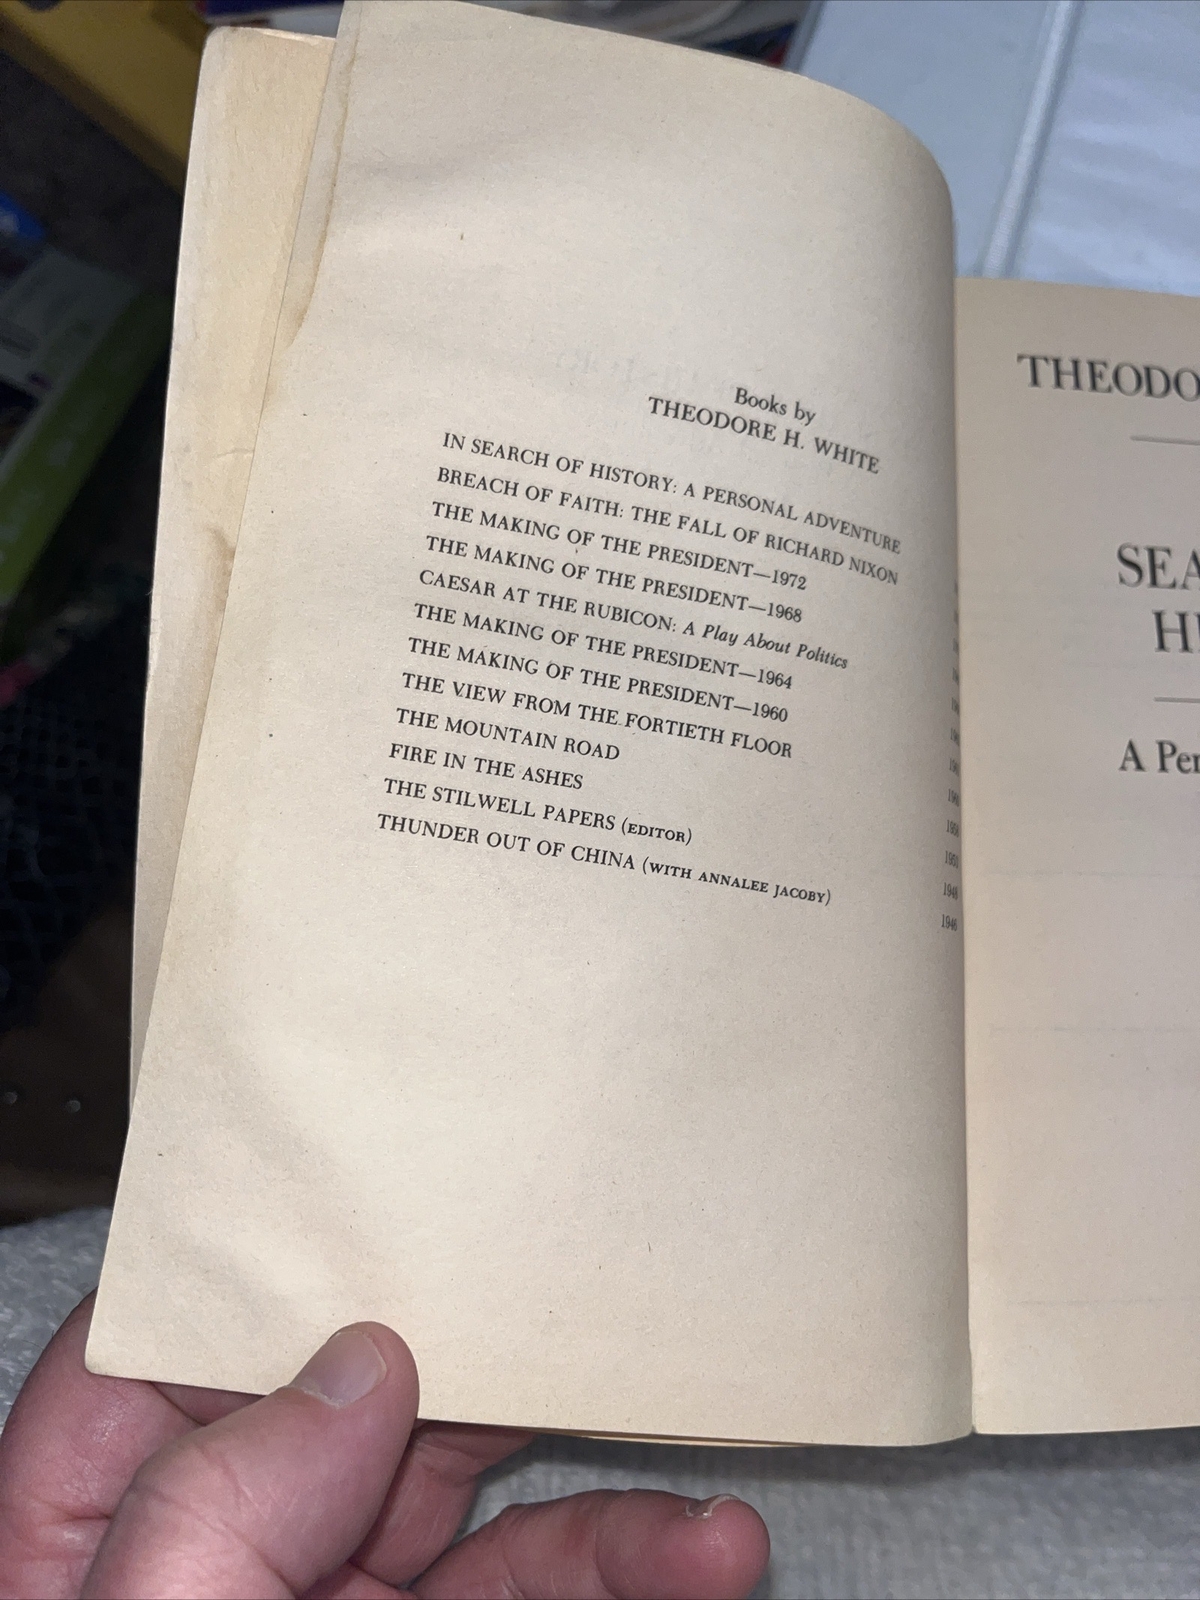 Books by
THEODORE H. WHITE
IN SEARCH OF HISTORY: A PERSONAL ADVENTURE
BREACH OF FAITH: THE FALL OF RICHARD NIXON
THE MAKING OF THE PRESIDENT—1972
THE MAKING OF THE PRESIDENT—1968
CAESAR AT THE RUBICON: A Play About Politics
THE MAKING OF THE PRESIDENT—1964
THE MAKING OF THE PRESIDENT—1960
THE VIEW FROM THE FORTIETH FLOOR
THE MOUNTAIN ROAD
FIRE IN THE ASHES
THE STILWELL PAPERS (EDITOR) 1948
THUNDER OUT OF CHINA (WITH ANNALEE JACOBY) 1946
THEODO
SEA
HI
A Per